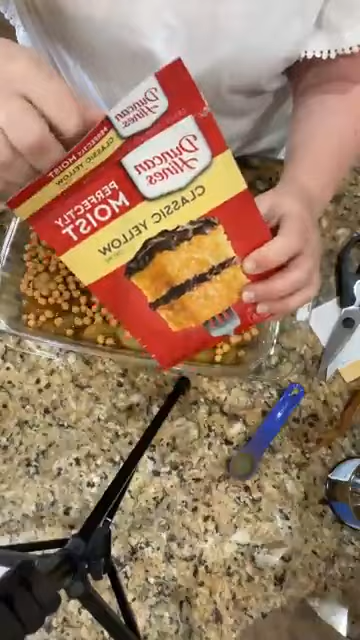 Duncan
Hines
PERFECTLY MOIST
CLASSIC YELLOW
Duncan
Hines
PERFECTLY
MOIST
CLASSIC YELLOW